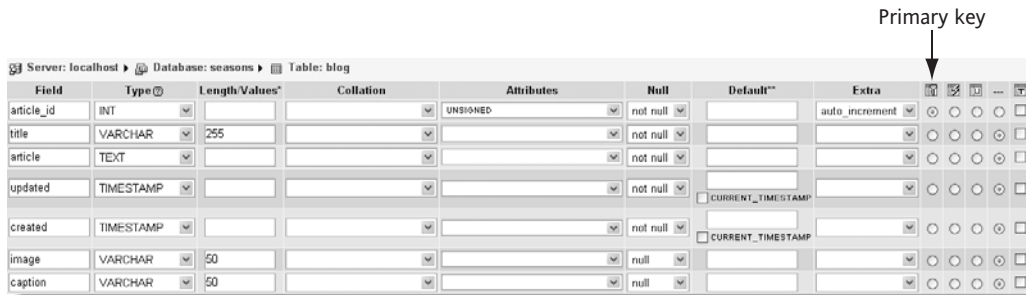 Primary key
Server: localhost ▸ Database: seasons ▸ Table: blog
Field Type Length/Values* Collation Attributes Null Default** Extra ---
article_id INT UNSIGNED not null auto_increment
title VARCHAR 255 not null
article TEXT not null
updated TIMESTAMP not null CURRENT_TIMESTAMP
created TIMESTAMP not null CURRENT_TIMESTAMP
image VARCHAR 50 null
caption VARCHAR 50 null